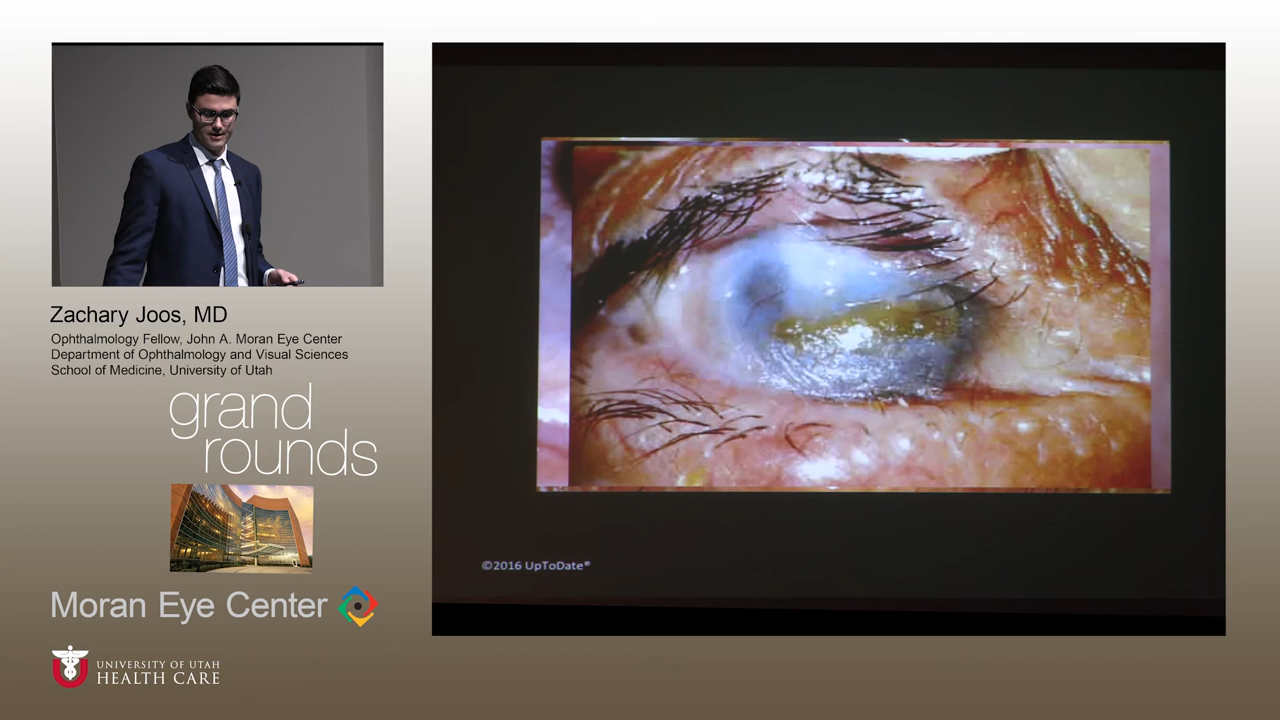 Zachary Joos, MD
Ophthalmology Fellow, John A. Moran Eye Center
Department of Ophthalmology and Visual Sciences
School of Medicine, University of Utah
grand
rounds
Moran Eye Center
UNIVERSITY OF UTAH
HEALTH CARE
©2016 UpToDate®